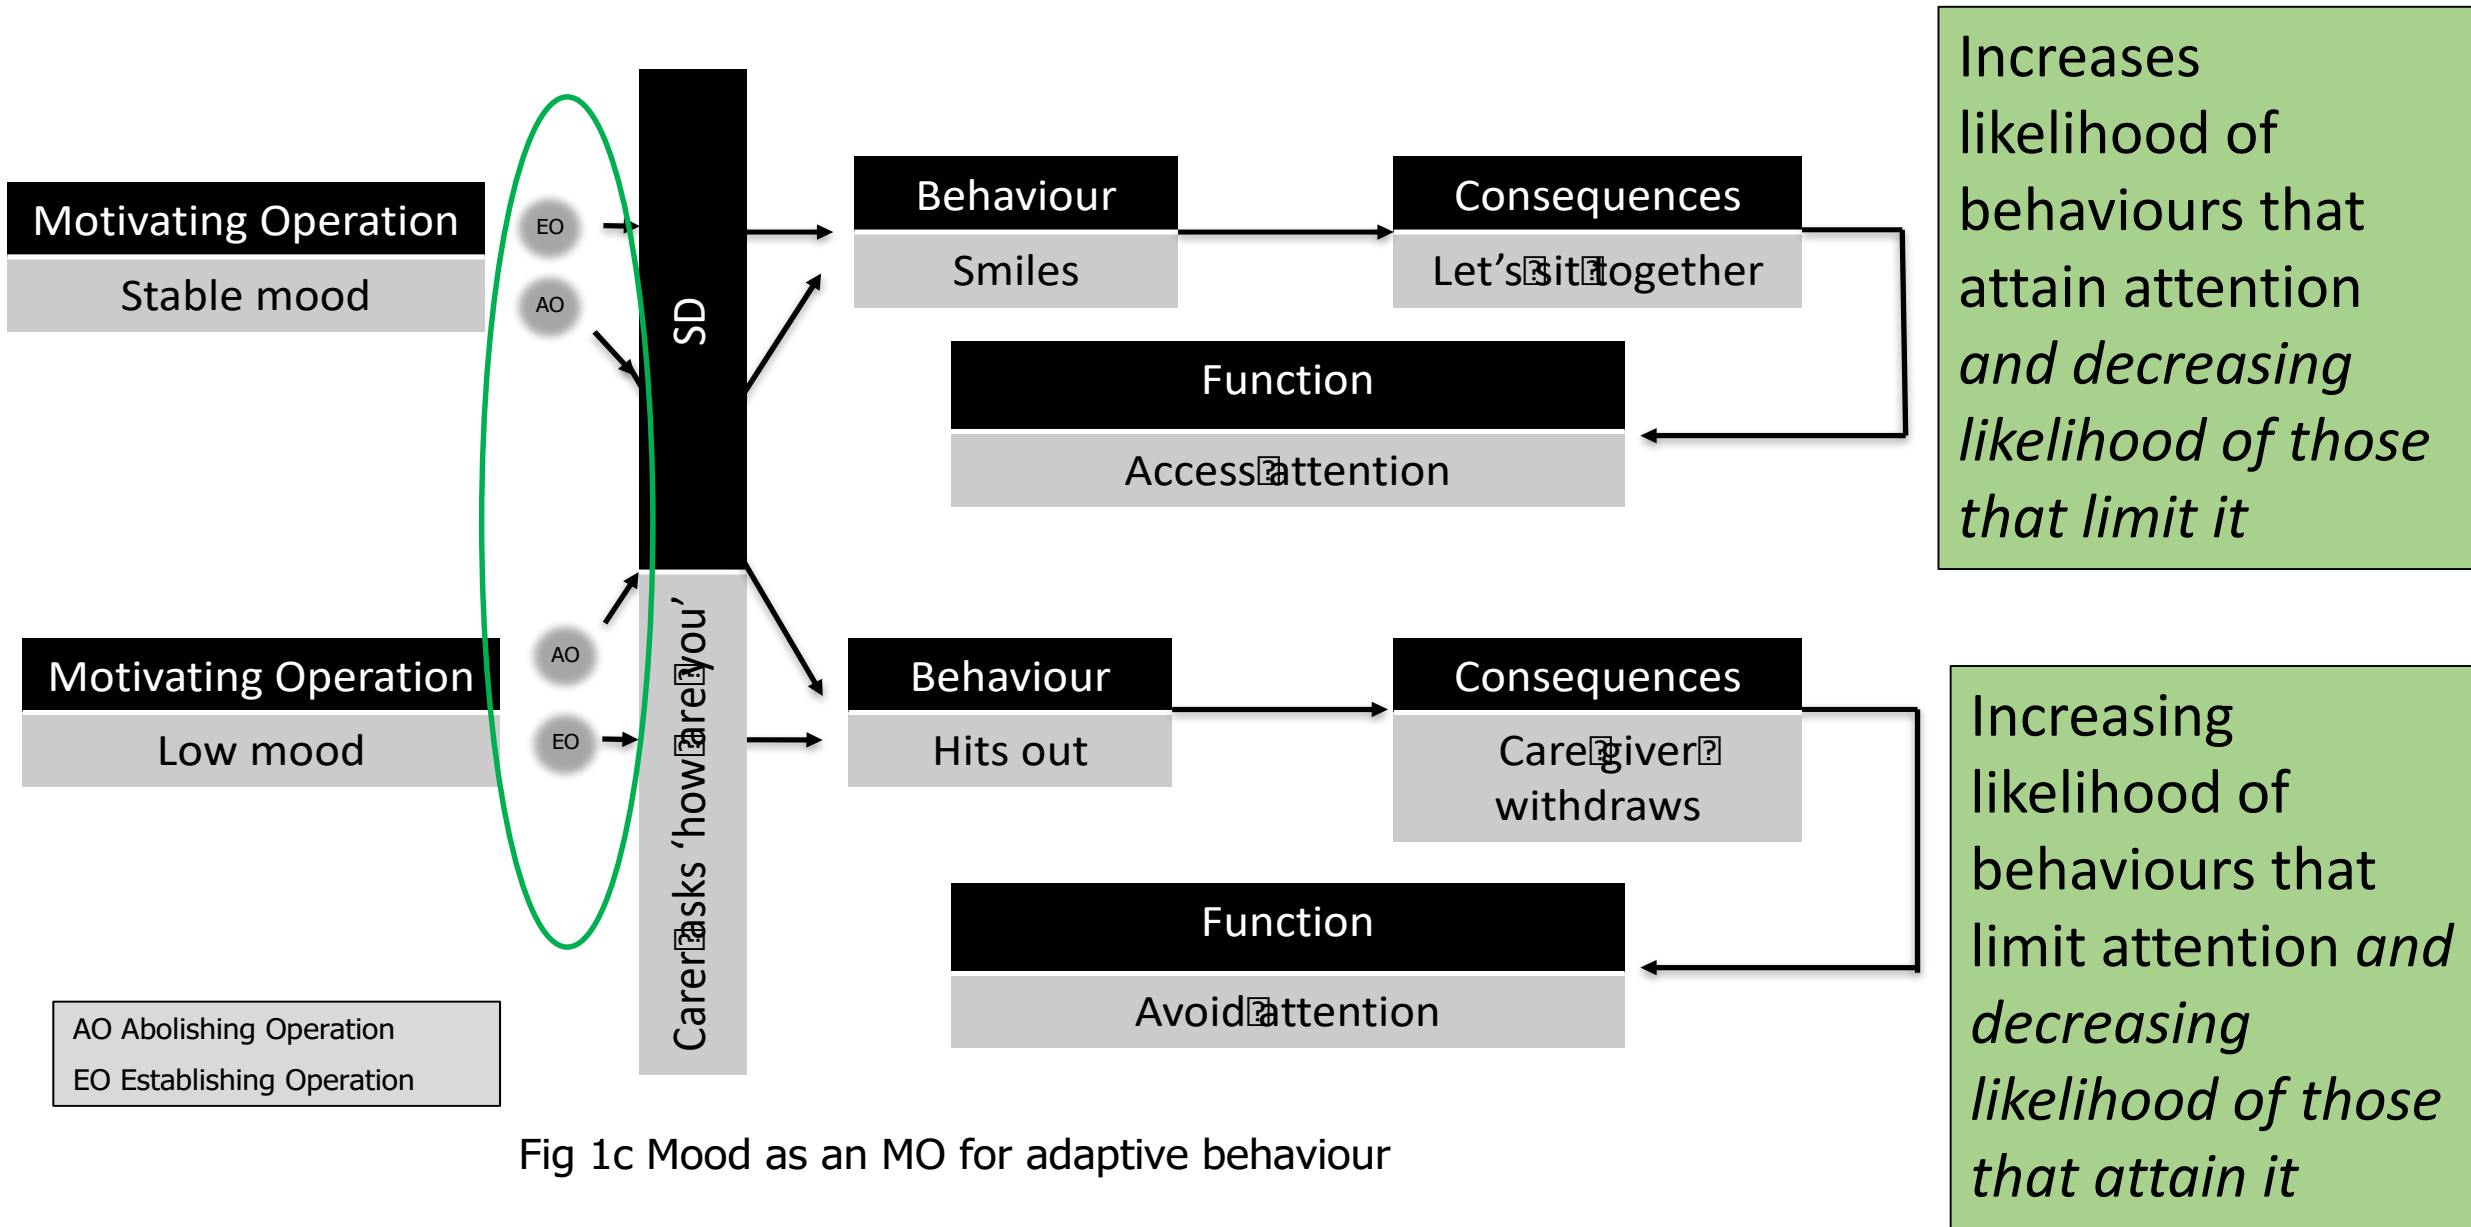 Motivating Operation
Stable mood
EO
AO
SD
Carer asks ‘how are you’
Behaviour
Smiles
Consequences
Let’s sit together
Function
Access attention
Increases
likelihood of
behaviours that
attain attention
and decreasing
likelihood of those
that limit it
Motivating Operation
Low mood
AO
EO
Behaviour
Hits out
Consequences
Care giver
withdraws
Function
Avoid attention
Increasing
likelihood of
behaviours that
limit attention and
decreasing
likelihood of those
that attain it
AO Abolishing Operation
EO Establishing Operation
Fig 1c Mood as an MO for adaptive behaviour